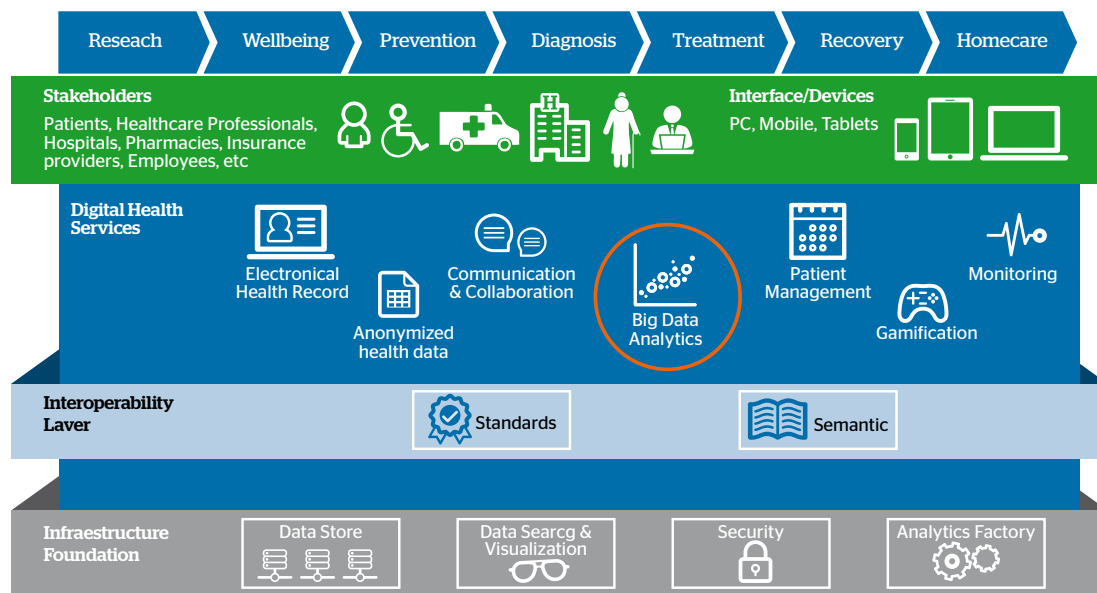 Reseach
Wellbeing
Prevention
Diagnosis
Treatment
Recovery
Homecare
Stakeholders
Patients, Healthcare Professionals,
Hospitals, Pharmacies, Insurance
providers, Employees, etc
H
Interface/Devices
PC, Mobile, Tablets
Digital Health
Services
Electronical
Health Record
Anonymized
health data
Communication
& Collaboration
Big Data
Analytics
Patient
Management
Gamification
Monitoring
Interoperability
Laver
Standards
Semantic
Infraestructure
Foundation
Data Store
Data Searcg &
Visualization
Security
Analytics Factory